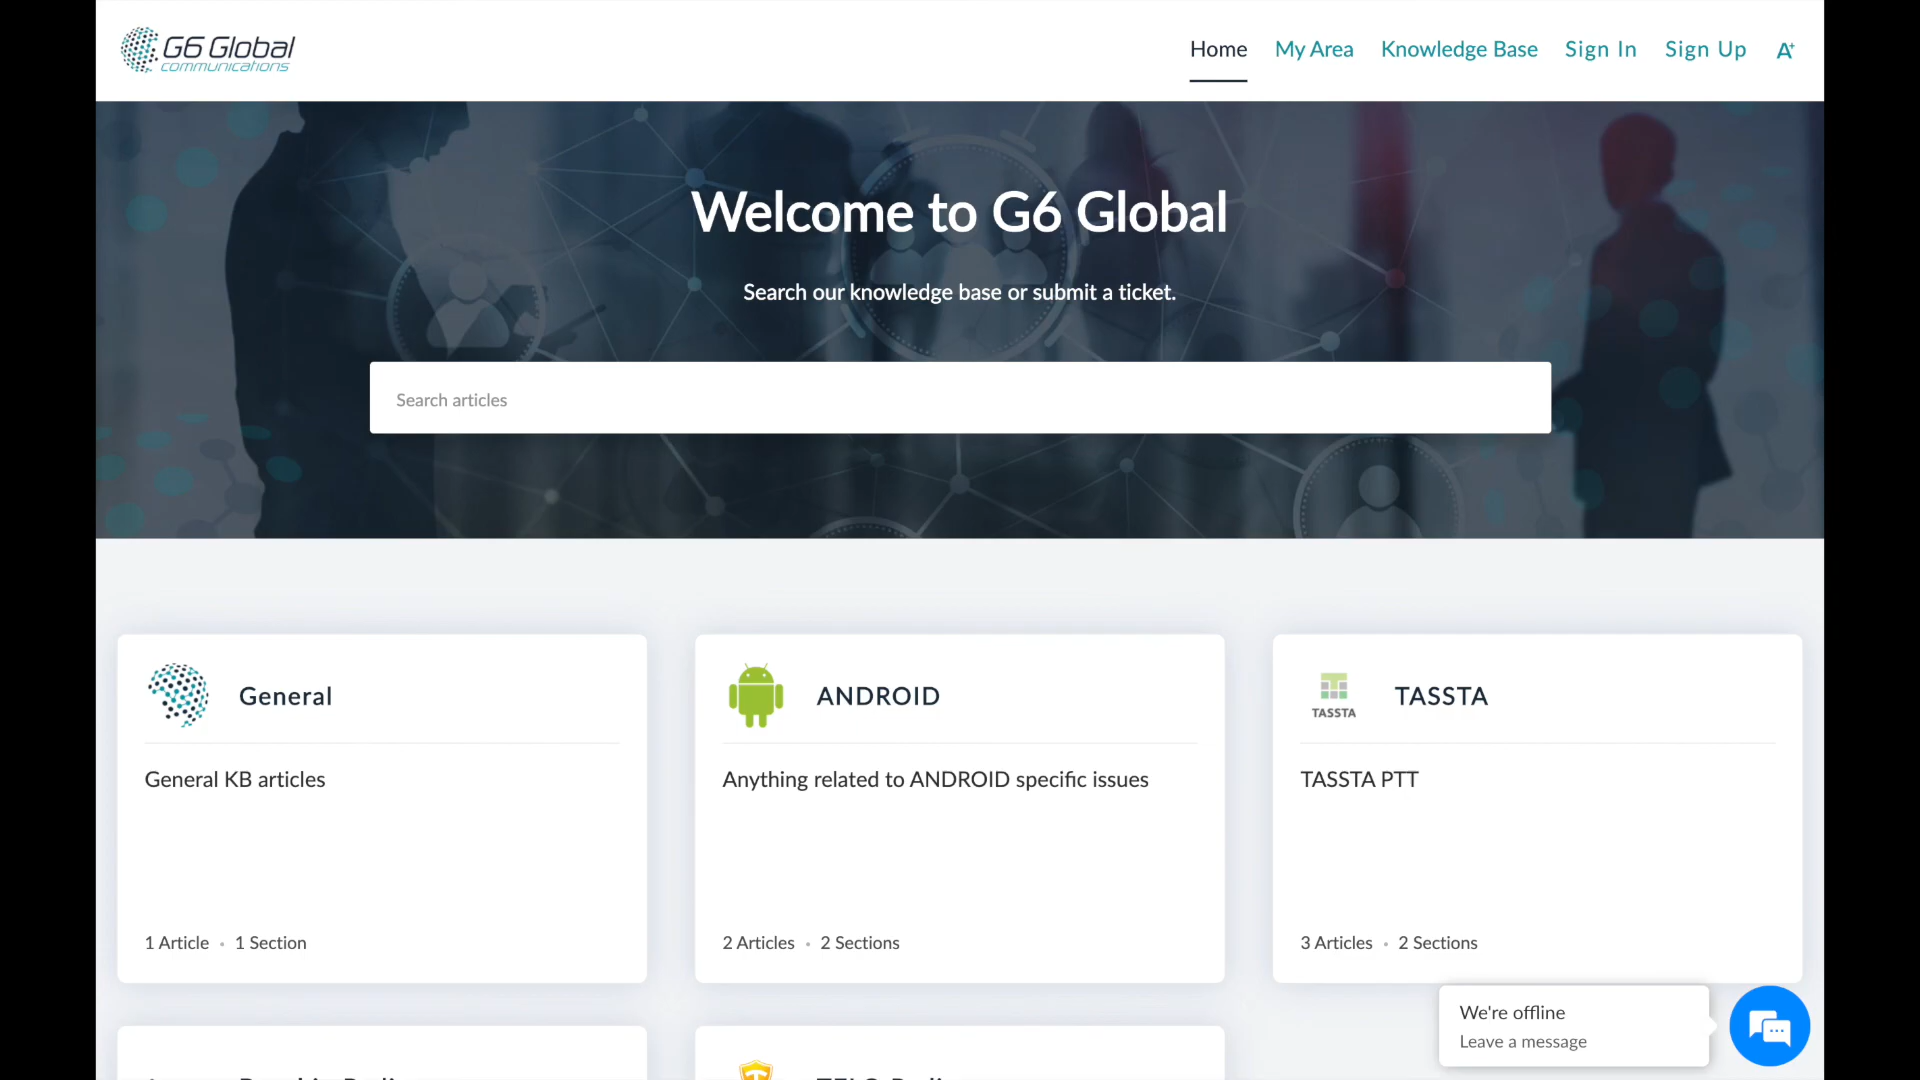 G6 Global
communications
Home
My Area
Knowledge Base
Sign In
Sign Up
A+
Welcome to G6 Global
Search our knowledge base or submit a ticket.
Search articles
General
General KB articles
1 Article • 1 Section
ANDROID
Anything related to ANDROID specific issues
2 Articles • 2 Sections
TASSTA
TASSTA
TASSTA PTT
3 Articles • 2 Sections
We're offline
Leave a message